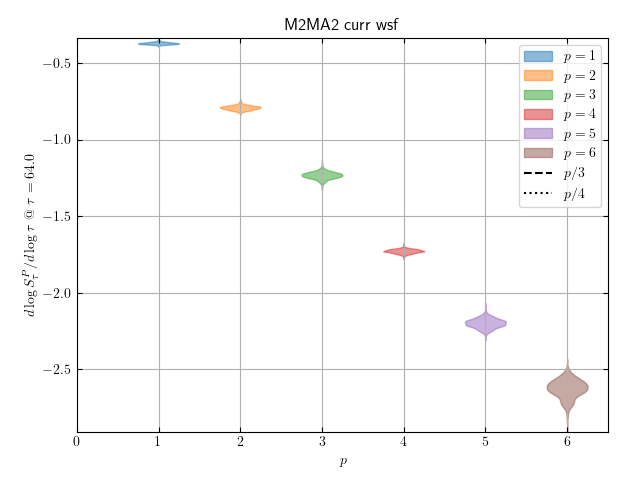 M2MA2 curr wsf
d log S_τ^P / d log τ @ τ = 64.0
−0.5
−1.0
−1.5
−2.0
−2.5
0 1 2 3 4 5 6
p
p = 1
p = 2
p = 3
p = 4
p = 5
p = 6
p/3
p/4